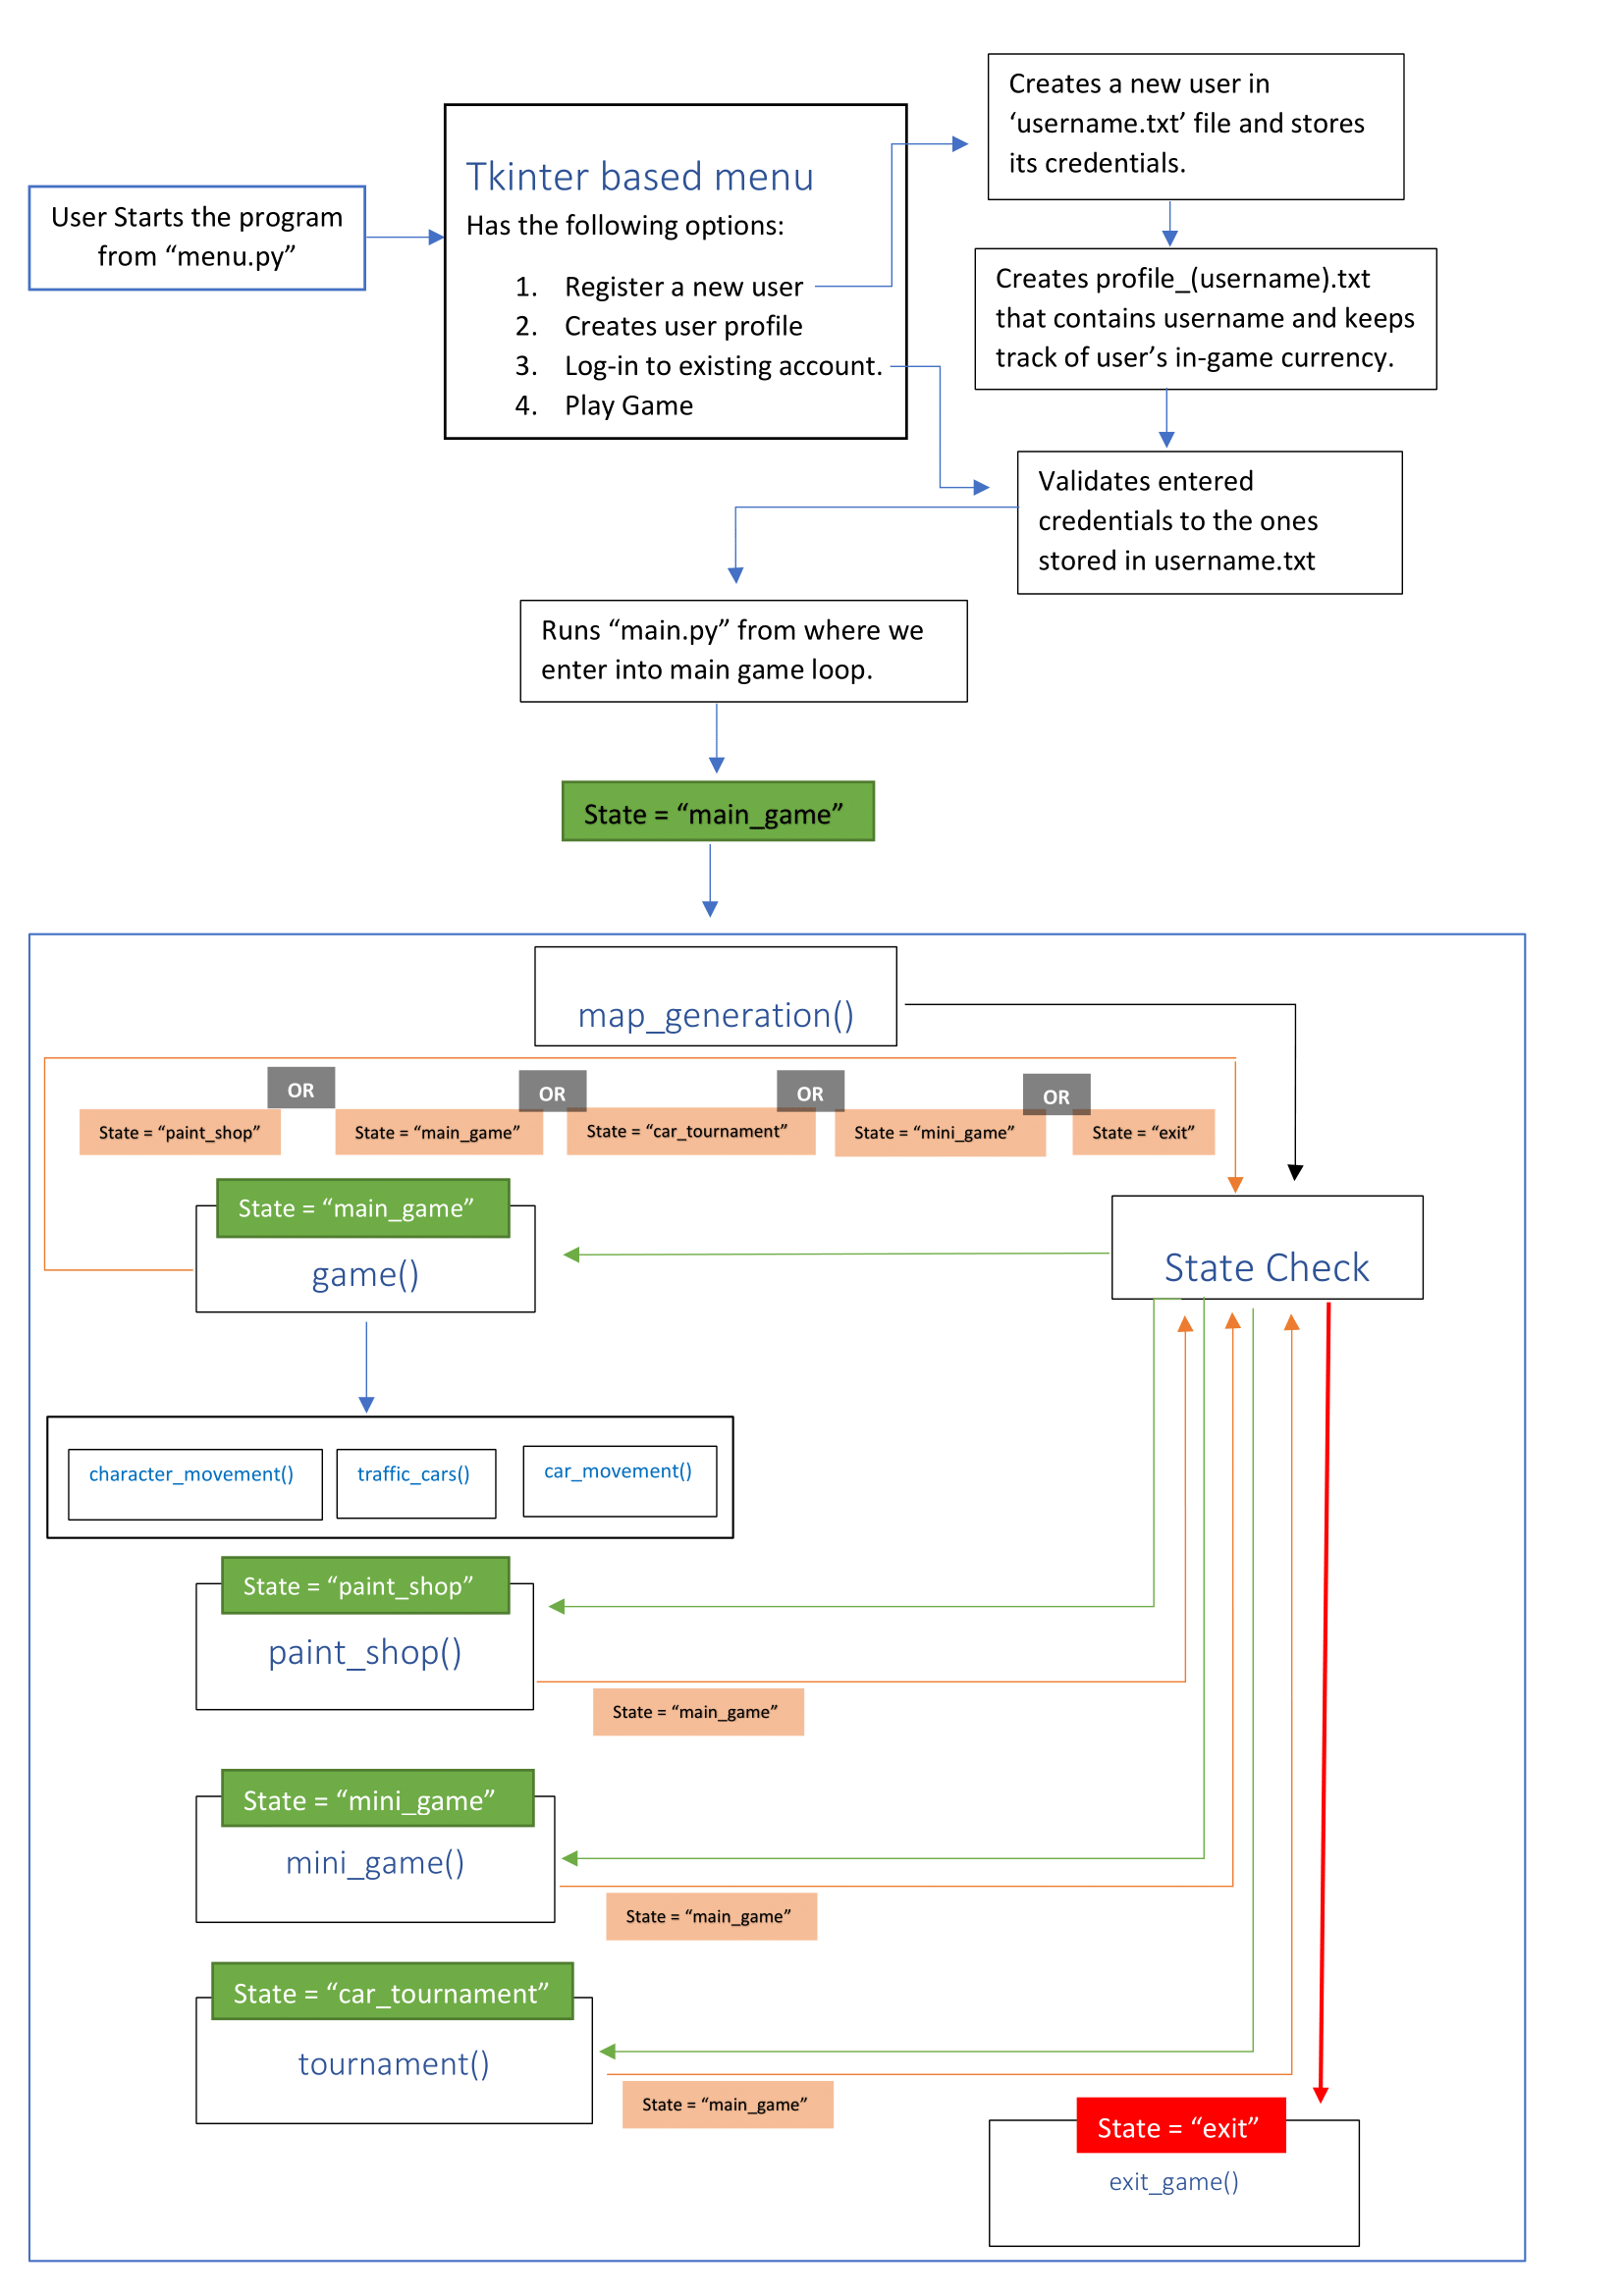 Creates a new user in
‘username.txt’ file and stores
its credentials.
Tkinter based menu
Has the following options:
1. Register a new user
2. Creates user profile
3. Log-in to existing account.
4. Play Game
User Starts the program
from “menu.py”
Creates profile_(username).txt
that contains username and keeps
track of user’s in-game currency.
Validates entered
credentials to the ones
stored in username.txt
Runs “main.py” from where we
enter into main game loop.
State = “main_game”
map_generation()
OR
OR
OR
OR
State = “paint_shop”
State = “main_game”
State = “car_tournament”
State = “mini_game”
State = “exit”
State = “main_game”
game()
State Check
character_movement()
traffic_cars()
car_movement()
State = “paint_shop”
paint_shop()
State = “main_game”
State = “mini_game”
mini_game()
State = “main_game”
State = “car_tournament”
tournament()
State = “main_game”
State = “exit”
exit_game()